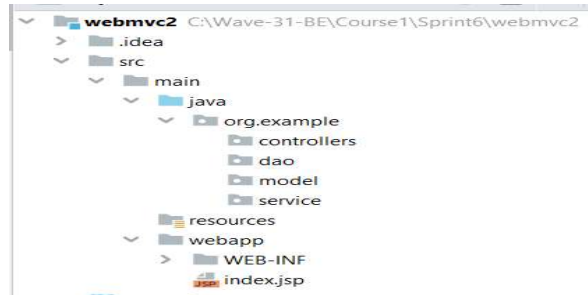 webmvc2 C:\Wave-31-BE\Course1\Sprint6\webmvc2
.idea
src
main
java
org.example
controllers
dao
model
service
resources
webapp
WEB-INF
JSP index.jsp